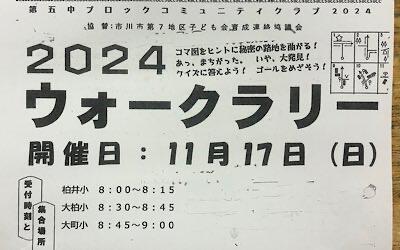 第五中ブロックコミュニティクラブ 2024
協賛:市川市第7地区子ども会育成連絡協議会
2024
コマ図をヒントに秘密の路地を曲がる!
あっ、まちがった。いや、大発見!
クイズに答えよう! ゴールをめざそう!
ウォークラリー
開催日:11月17日(日)
受付時刻と
集合場所
柏井小 8:00~8:15
大柏小 8:30~8:45
大町小 8:45~9:00